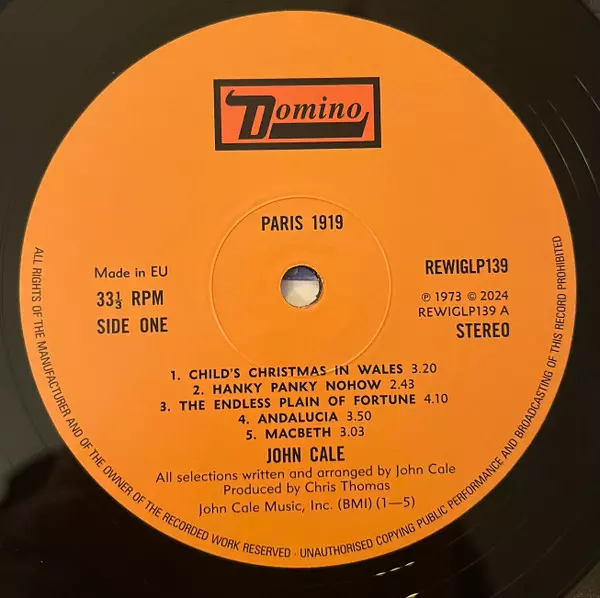 Domino
PARIS 1919
Made in EU
33⅓ RPM
SIDE ONE
REWIGLP139
℗ 1973 © 2024
REWIGLP139 A
STEREO
1. CHILD'S CHRISTMAS IN WALES 3.20
2. HANKY PANKY NOHOW 2.43
3. THE ENDLESS PLAIN OF FORTUNE 4.10
4. ANDALUCIA 3.50
5. MACBETH 3.03
JOHN CALE
All selections written and arranged by John Cale
Produced by Chris Thomas
John Cale Music, Inc. (BMI) (1—5)
ALL RIGHTS OF THE MANUFACTURER AND OF THE OWNER OF THE RECORDED WORK RESERVED · UNAUTHORISED COPYING PUBLIC PERFORMANCE AND BROADCASTING OF THIS RECORD PROHIBITED